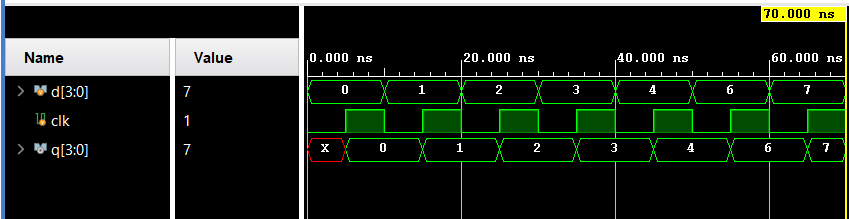 70.000 ns
Name Value 0.000 ns 20.000 ns 40.000 ns 60.000 ns
d[3:0] 7 0 1 2 3 4 6 7
clk 1
q[3:0] 7 X 0 1 2 3 4 6 7